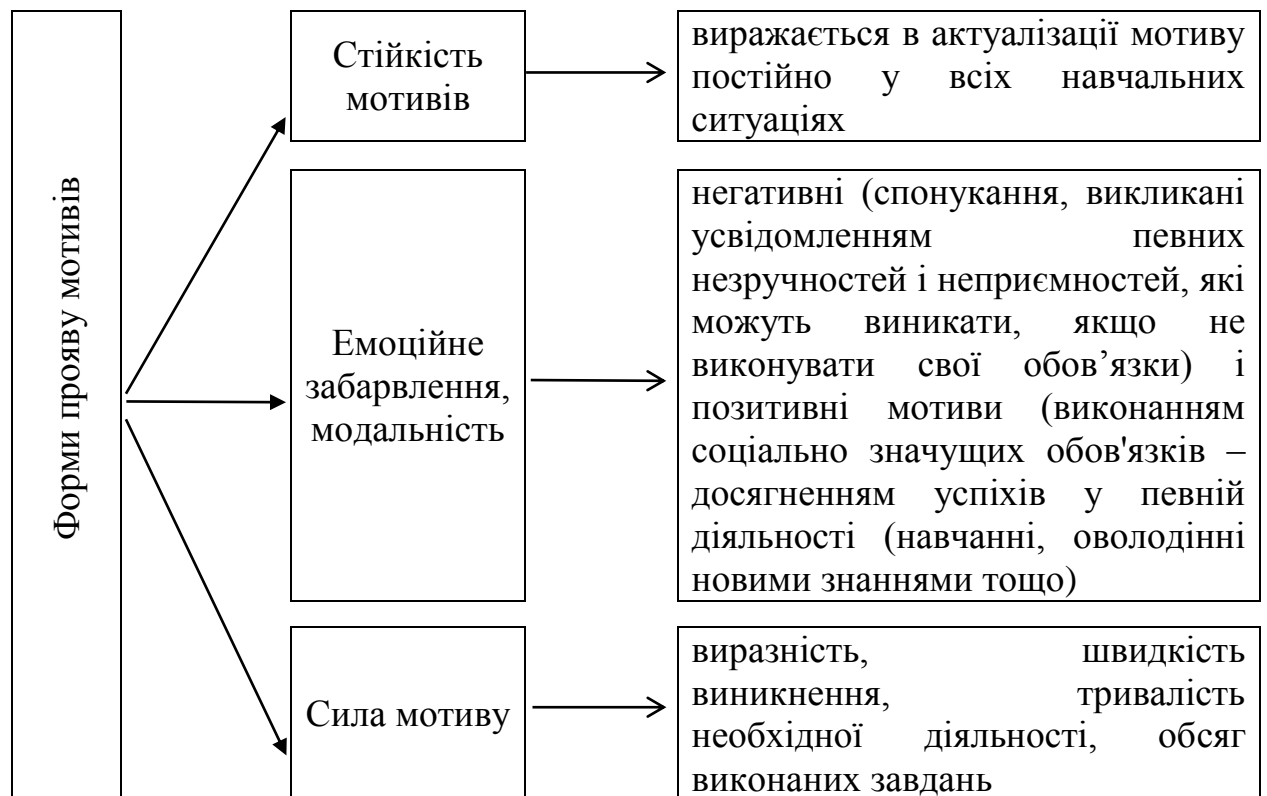 Форми прояву мотивів
Стійкість
мотивів
виражається в актуалізації мотиву
постійно у всіх навчальних
ситуаціях
Емоційне
забарвлення,
модальність
негативні (спонукання, викликані
усвідомленням певних
незручностей і неприємностей, які
можуть виникати, якщо не
виконувати свої обов’язки) і
позитивні мотиви (виконанням
соціально значущих обов'язків –
досягненням успіхів у певній
діяльності (навчанні, оволодінні
новими знаннями тощо)
Сила мотиву
виразність, швидкість
виникнення, тривалість
необхідної діяльності, обсяг
виконаних завдань